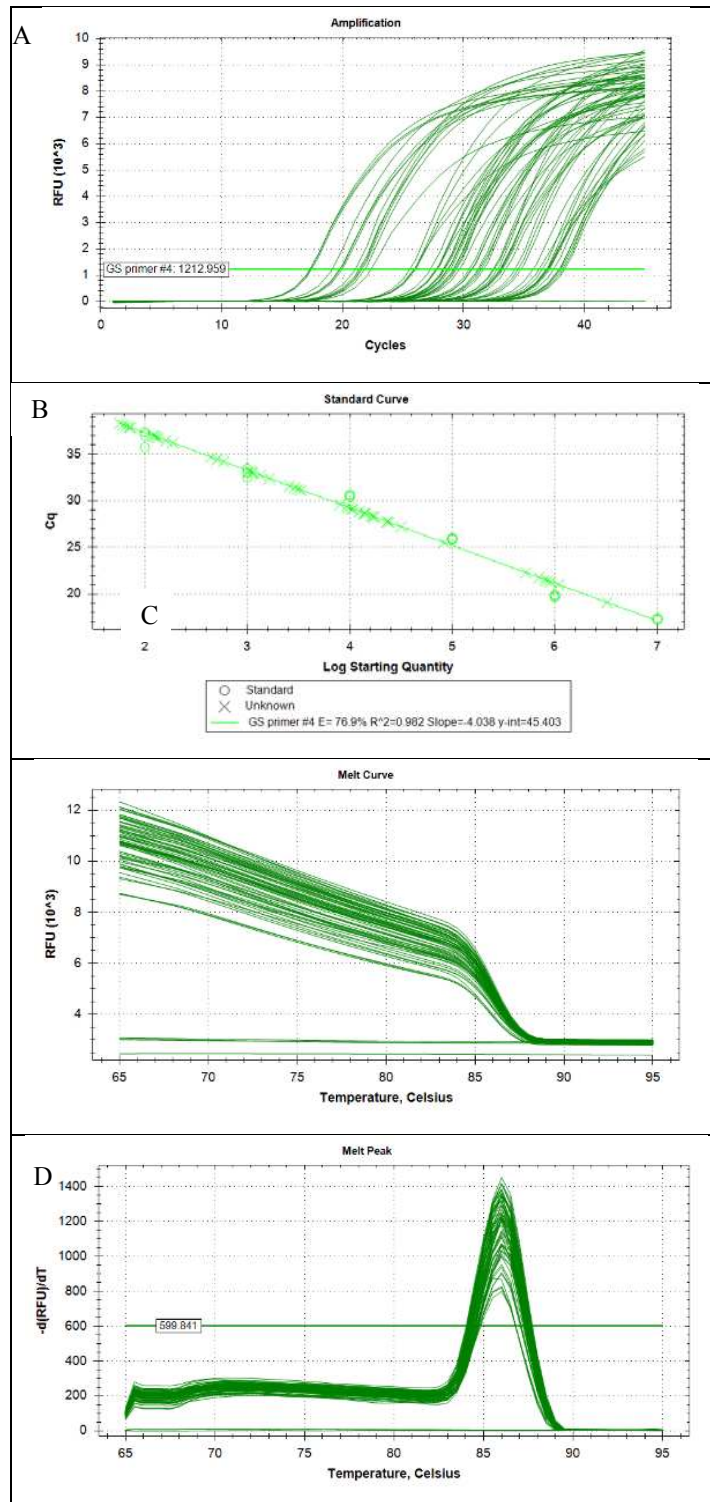 A
Amplification
10
9
8
7
6
5
4
3
2
1
0
RFU (10^3)
GS primer #4: 1212.959
0 10 20 30 40
Cycles
B
Standard Curve
35
30
25
20
Cq
C
2 3 4 5 6 7
Log Starting Quantity
Standard
Unknown
GS primer #4 E= 76.9% R^2=0.982 Slope=-4.038 y-int=45.403
Melt Curve
12
10
8
6
4
RFU (10^3)
65 70 75 80 85 90 95
Temperature, Celsius
D
Melt Peak
1400
1200
1000
800
600
400
200
0
-d(RFU)/dT
599.841
65 70 75 80 85 90 95
Temperature, Celsius